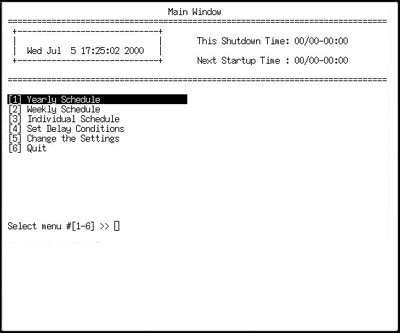 Main Window
This Shutdown Time: 00/00-00:00
Wed Jul 5 17:25:02 2000
Next Startup Time : 00/00-00:00
[1] Yearly Schedule
[2] Weekly Schedule
[3] Individual Schedule
[4] Set Delay Conditions
[5] Change the Settings
[6] Quit
Select menu #[1-6] >>